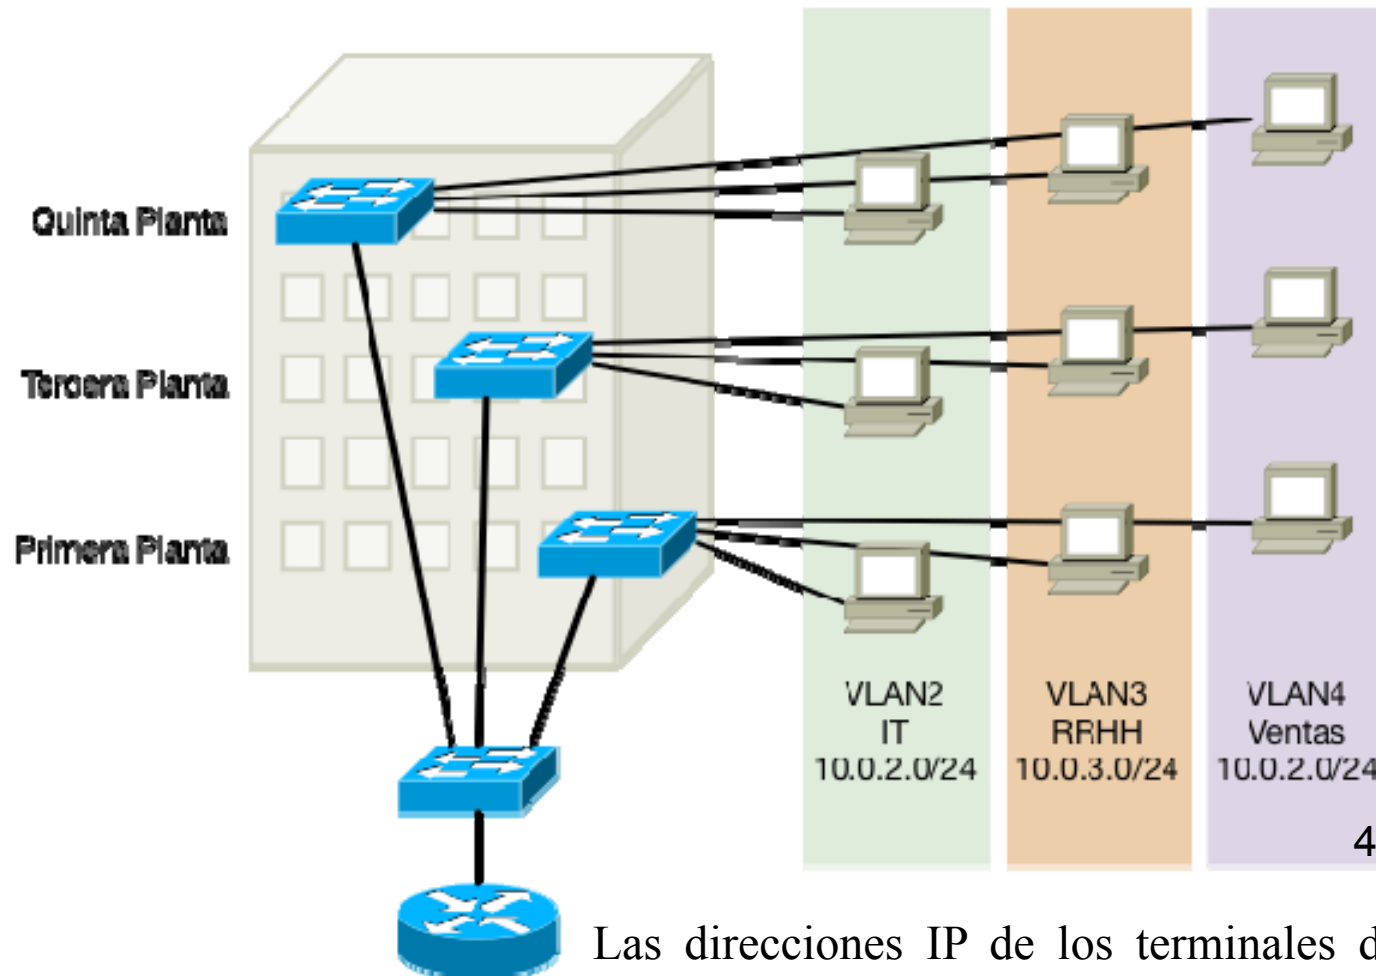 Quinta Planta
Tercera Planta
Primera Planta
VLAN2
IT
10.0.2.0/24
VLAN3
RRHH
10.0.3.0/24
VLAN4
Ventas
10.0.2.0/24
4
Las direcciones IP de los terminales d